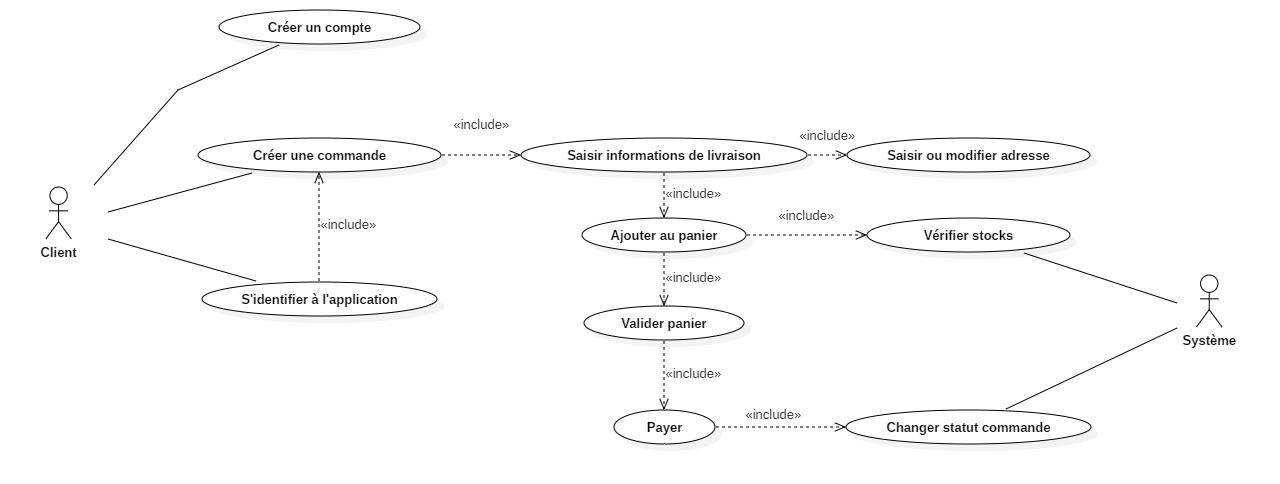 Créer un compte
«include»
«include»
Créer une commande
Saisir informations de livraison
Saisir ou modifier adresse
«include»
«include»
«include»
Ajouter au panier
Vérifier stocks
Client
«include»
S'identifier à l'application
Valider panier
Système
«include»
«include»
Payer
Changer statut commande